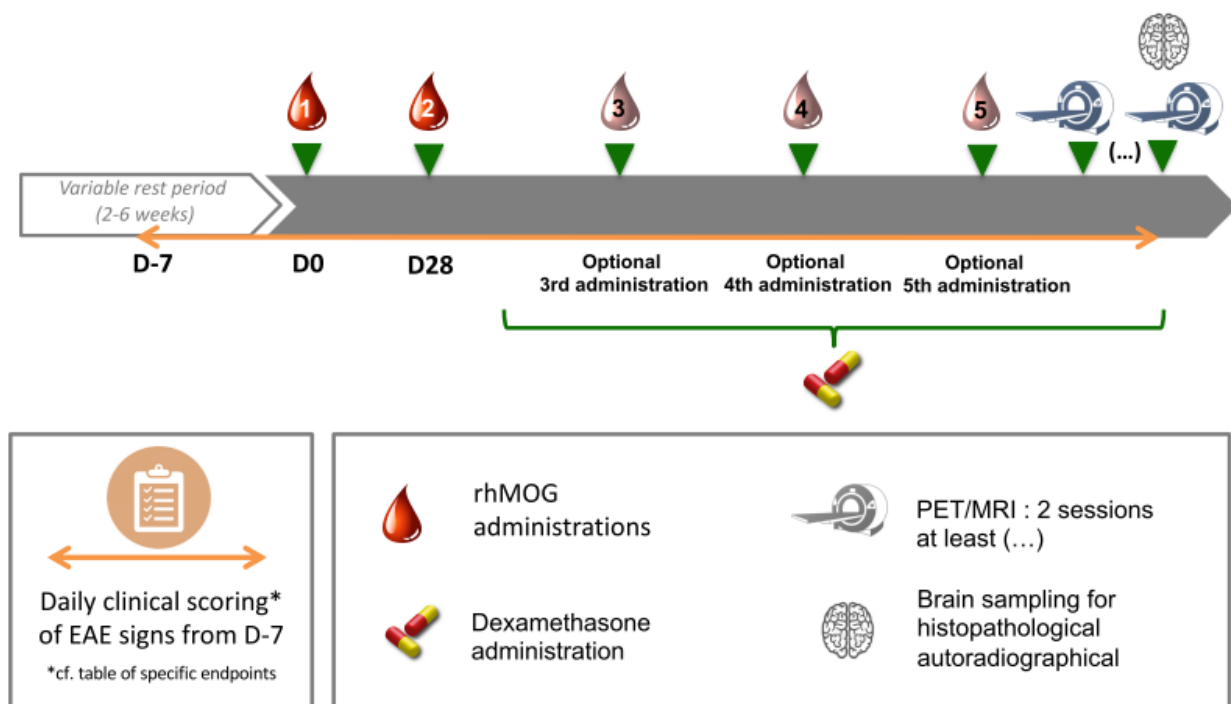 1
2
3
4
5
(...)
Variable rest period
(2-6 weeks)
D-7
D0
D28
Optional
3rd administration
Optional
4th administration
Optional
5th administration
Daily clinical scoring*
of EAE signs from D-7
*cf. table of specific endpoints
rhMOG
administrations
Dexamethasone
administration
PET/MRI : 2 sessions
at least (…)
Brain sampling for
histopathological
autoradiographical